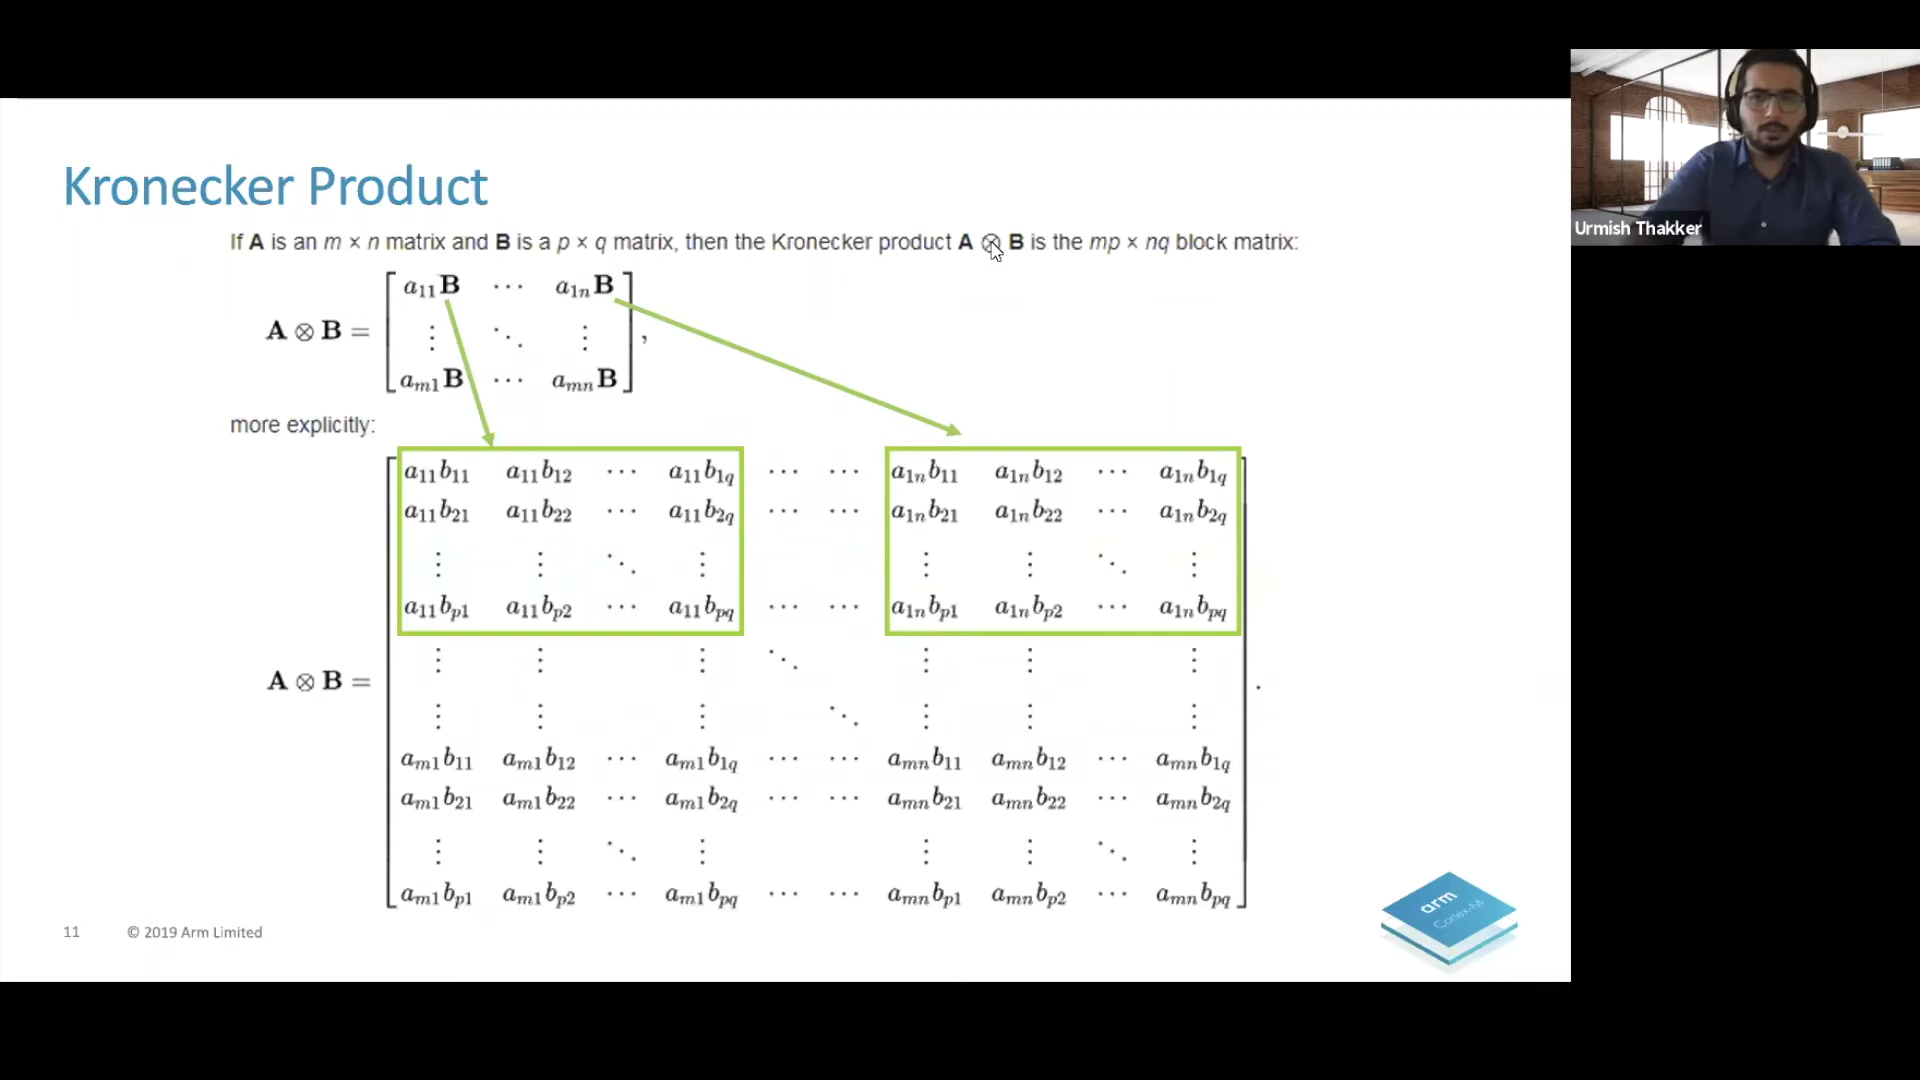 Kronecker Product
If A is an m × n matrix and B is a p × q matrix, then the Kronecker product A ⊗ B is the mp × nq block matrix:
a₁₁B ⋯ a₁ₙB
A ⊗ B = ⋮ ⋱ ⋮ ,
aₘ₁B ⋯ aₘₙB
more explicitly:
a₁₁b₁₁ a₁₁b₁₂ ⋯ a₁₁b₁q ⋯ ⋯ a₁ₙb₁₁ a₁ₙb₁₂ ⋯ a₁ₙb₁q
a₁₁b₂₁ a₁₁b₂₂ ⋯ a₁₁b₂q ⋯ ⋯ a₁ₙb₂₁ a₁ₙb₂₂ ⋯ a₁ₙb₂q
⋮ ⋮ ⋱ ⋮ ⋮ ⋮ ⋱ ⋮
a₁₁bₚ₁ a₁₁bₚ₂ ⋯ a₁₁bₚq ⋯ ⋯ a₁ₙbₚ₁ a₁ₙbₚ₂ ⋯ a₁ₙbₚq
⋮ ⋮ ⋮ ⋱ ⋮ ⋮ ⋮
A ⊗ B = .
⋮ ⋮ ⋮ ⋱ ⋮ ⋮ ⋮
aₘ₁b₁₁ aₘ₁b₁₂ ⋯ aₘ₁b₁q ⋯ ⋯ aₘₙb₁₁ aₘₙb₁₂ ⋯ aₘₙb₁q
aₘ₁b₂₁ aₘ₁b₂₂ ⋯ aₘ₁b₂q ⋯ ⋯ aₘₙb₂₁ aₘₙb₂₂ ⋯ aₘₙb₂q
⋮ ⋮ ⋱ ⋮ ⋮ ⋮ ⋱ ⋮
aₘ₁bₚ₁ aₘ₁bₚ₂ ⋯ aₘ₁bₚq ⋯ ⋯ aₘₙbₚ₁ aₘₙbₚ₂ ⋯ aₘₙbₚq
11 © 2019 Arm Limited
arm
Cortex-M
Urmish Thakker